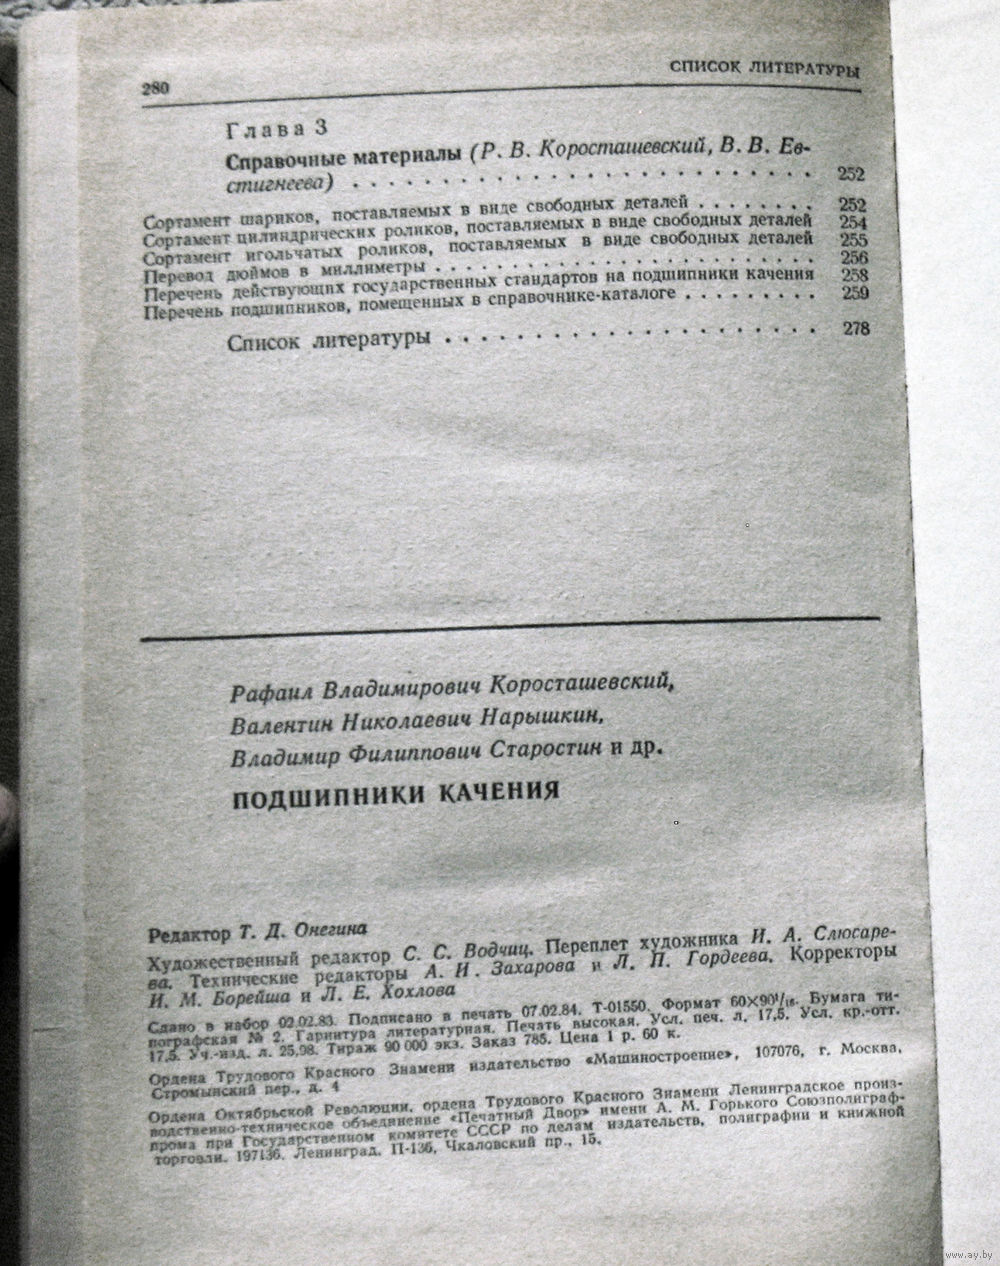 280
СПИСОК ЛИТЕРАТУРЫ
Глава 3
Справочные материалы (Р. В. Коросташевский, В. В. Ев-
стигнеева) . . . . . . . . . . . . . . . . . . . . . . . . 252
Сортамент шариков, поставляемых в виде свободных деталей . . . . . . . . 252
Сортамент цилиндрических роликов, поставляемых в виде свободных деталей 254
Сортамент игольчатых роликов, поставляемых в виде свободных деталей 255
Перевод дюймов в миллиметры . . . . . . . . . . . . . . . . . . . . . . . 256
Перечень действующих государственных стандартов на подшипники качения 258
Перечень подшипников, помещенных в справочнике-каталоге . . . . . . . . . 259
Список литературы . . . . . . . . . . . . . . . . . . . . 278
Рафаил Владимирович Коросташевский,
Валентин Николаевич Нарышкин,
Владимир Филиппович Старостин и др.
ПОДШИПНИКИ КАЧЕНИЯ
Редактор Т. Д. Онегина
Художественный редактор С. С. Водчиц. Переплет художника И. А. Слюсаре-
ва. Технические редакторы А. И. Захарова и Л. П. Гордеева. Корректоры
И. М. Борейша и Л. Е. Хохлова
Сдано в набор 02.02.83. Подписано в печать 07.02.84. Т-01550. Формат 60×90¹/₁₆. Бумага ти-
пографская № 2. Гарнитура литературная. Печать высокая. Усл. печ. л. 17,5. Усл. кр.-отт.
17,5. Уч.-изд. л. 25,98. Тираж 90 000 экз. Заказ 785. Цена 1 р. 60 к.
Ордена Трудового Красного Знамени издательство «Машиностроение», 107076, г. Москва,
Стромынский пер., д. 4
Ордена Октябрьской Революции, ордена Трудового Красного Знамени Ленинградское произ-
водственно-техническое объединение «Печатный Двор» имени А. М. Горького Союзполиграф-
прома при Государственном комитете СССР по делам издательств, полиграфии и книжной
торговли. 197136, Ленинград, П-136, Чкаловский пр., 15.
www.ay.by